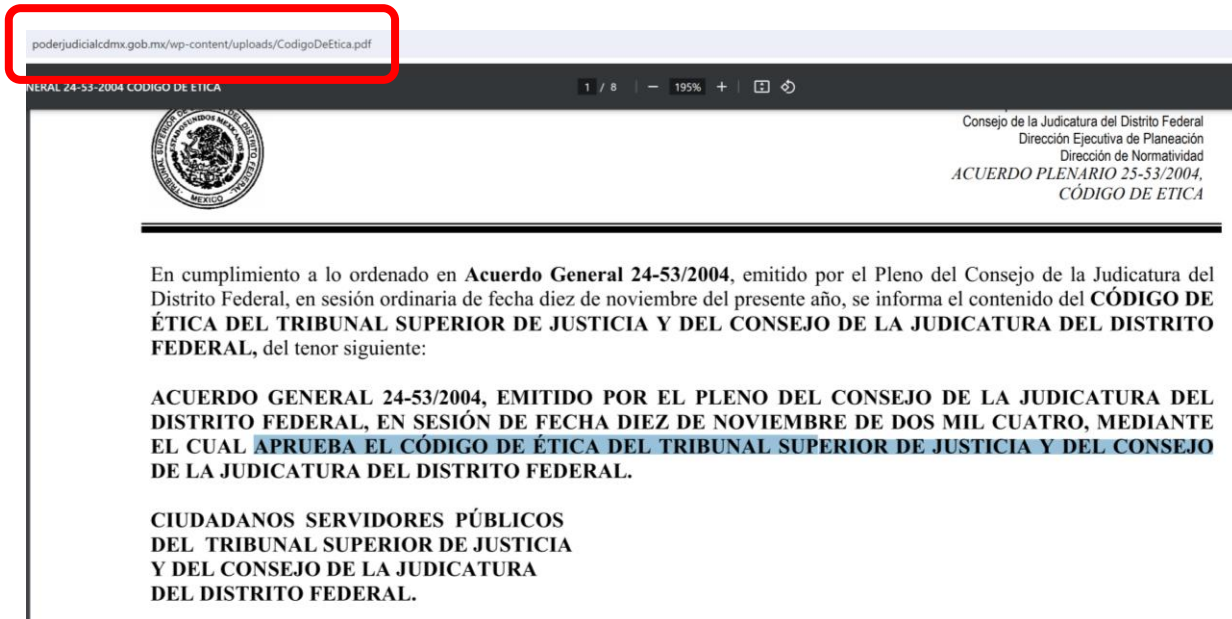 poderjudicialcdmx.gob.mx/wp-content/uploads/CodigoDeEtica.pdf
NERAL 24-53-2004 CODIGO DE ETICA
1 / 8
195%
Consejo de la Judicatura del Distrito Federal
Dirección Ejecutiva de Planeación
Dirección de Normatividad
ACUERDO PLENARIO 25-53/2004,
CÓDIGO DE ETICA
MEXICO
En cumplimiento a lo ordenado en Acuerdo General 24-53/2004, emitido por el Pleno del Consejo de la Judicatura del
Distrito Federal, en sesión ordinaria de fecha diez de noviembre del presente año, se informa el contenido del CÓDIGO DE
ÉTICA DEL TRIBUNAL SUPERIOR DE JUSTICIA Y DEL CONSEJO DE LA JUDICATURA DEL DISTRITO
FEDERAL, del tenor siguiente:
ACUERDO GENERAL 24-53/2004, EMITIDO POR EL PLENO DEL CONSEJO DE LA JUDICATURA DEL
DISTRITO FEDERAL, EN SESIÓN DE FECHA DIEZ DE NOVIEMBRE DE DOS MIL CUATRO, MEDIANTE
EL CUAL APRUEBA EL CÓDIGO DE ÉTICA DEL TRIBUNAL SUPERIOR DE JUSTICIA Y DEL CONSEJO
DE LA JUDICATURA DEL DISTRITO FEDERAL.
CIUDADANOS SERVIDORES PÚBLICOS
DEL TRIBUNAL SUPERIOR DE JUSTICIA
Y DEL CONSEJO DE LA JUDICATURA
DEL DISTRITO FEDERAL.